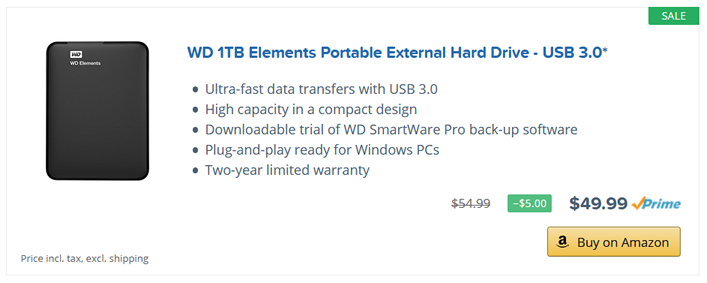 SALE
WD
WD Elements
WD 1TB Elements Portable External Hard Drive - USB 3.0*
Ultra-fast data transfers with USB 3.0
High capacity in a compact design
Downloadable trial of WD SmartWare Pro back-up software
Plug-and-play ready for Windows PCs
Two-year limited warranty
$54.99 −$5.00 $49.99 Prime
Buy on Amazon
Price incl. tax, excl. shipping